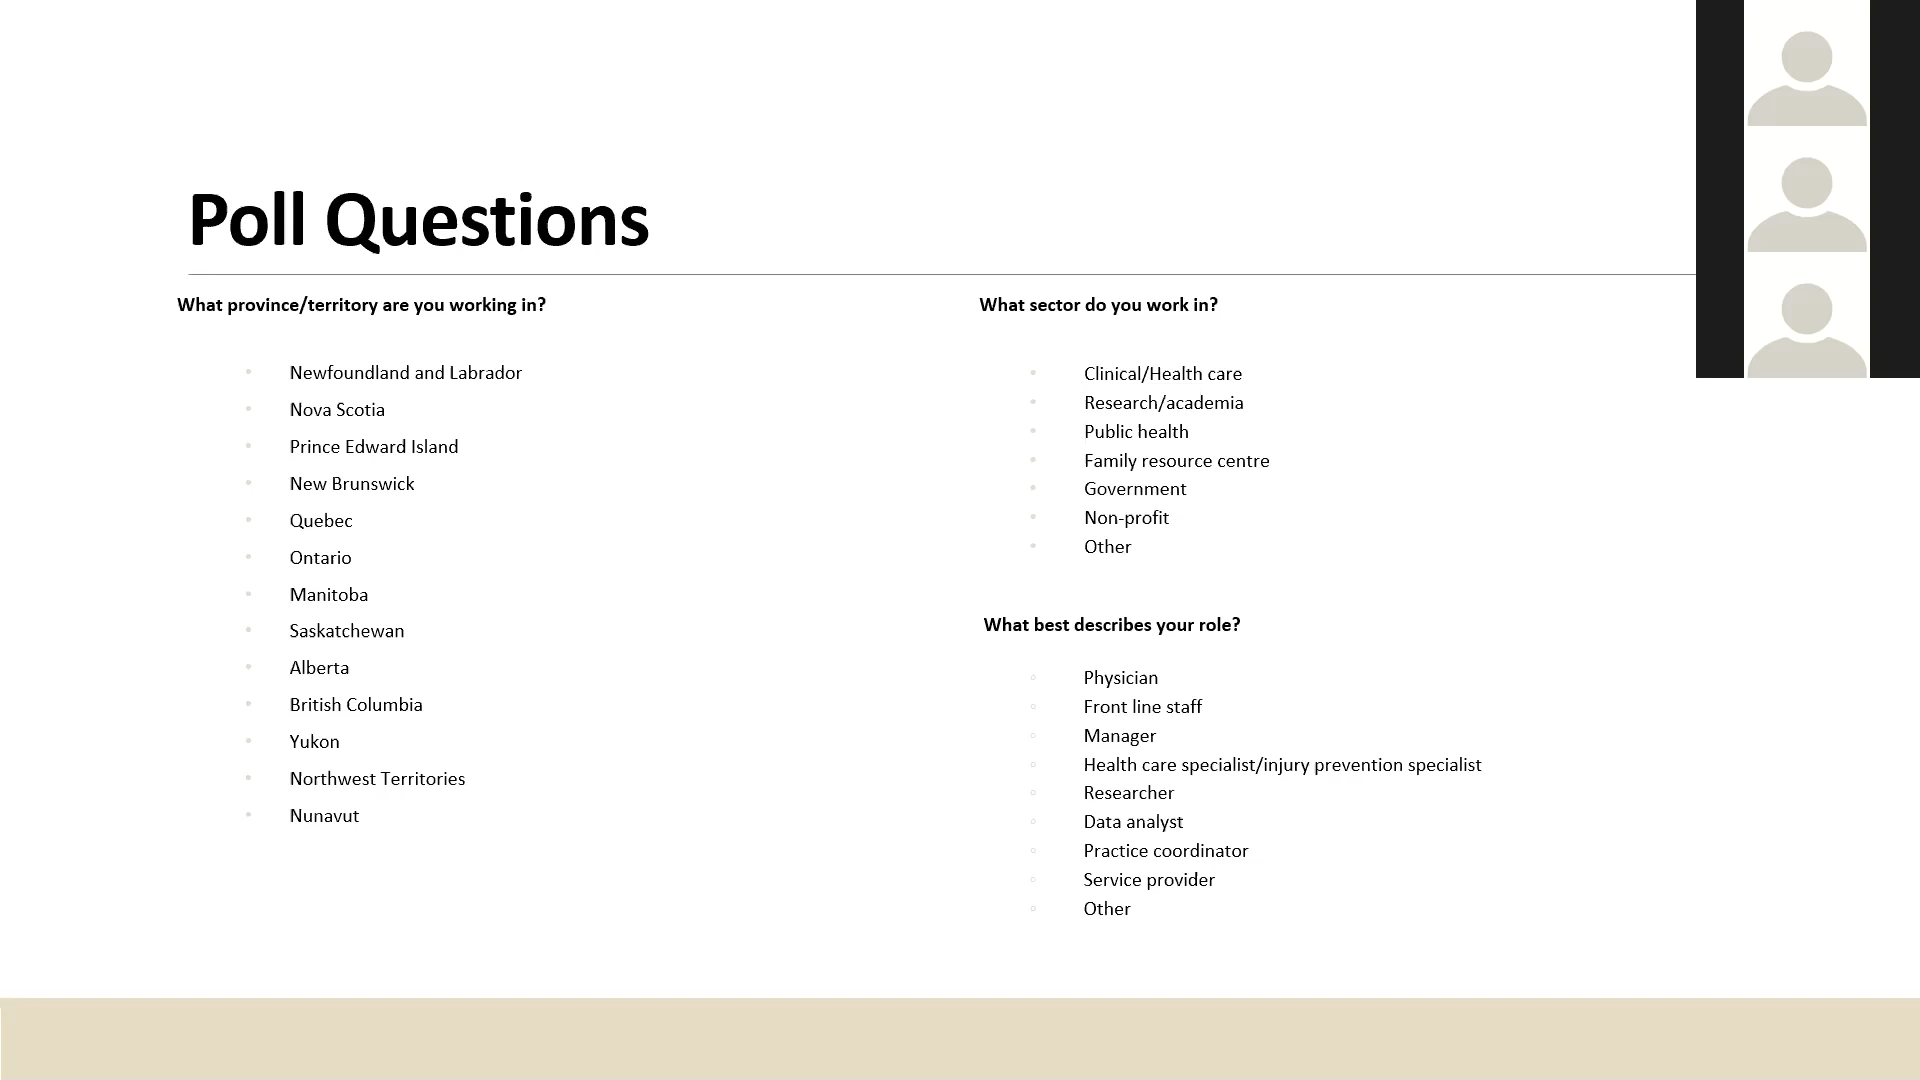 Poll Questions
What province/territory are you working in?
Newfoundland and Labrador
Nova Scotia
Prince Edward Island
New Brunswick
Quebec
Ontario
Manitoba
Saskatchewan
Alberta
British Columbia
Yukon
Northwest Territories
Nunavut
What sector do you work in?
Clinical/Health care
Research/academia
Public health
Family resource centre
Government
Non-profit
Other
What best describes your role?
Physician
Front line staff
Manager
Health care specialist/injury prevention specialist
Researcher
Data analyst
Practice coordinator
Service provider
Other